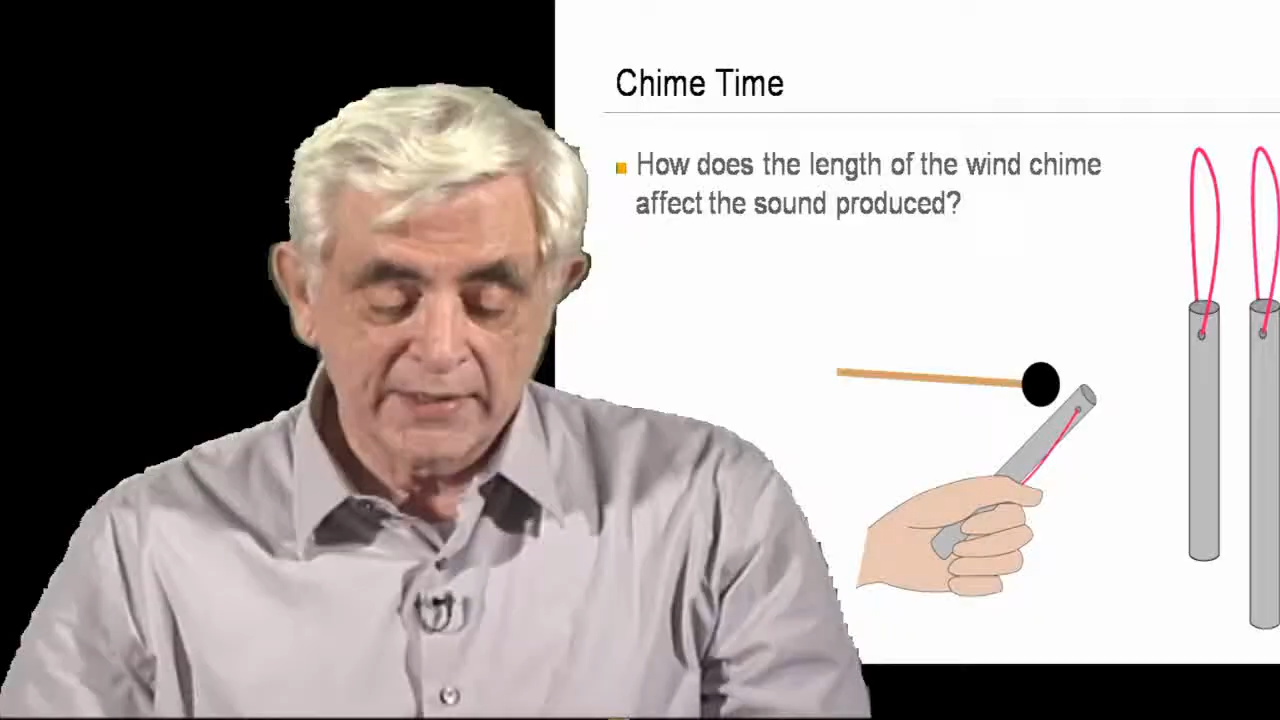 Chime Time
How does the length of the wind chime
affect the sound produced?